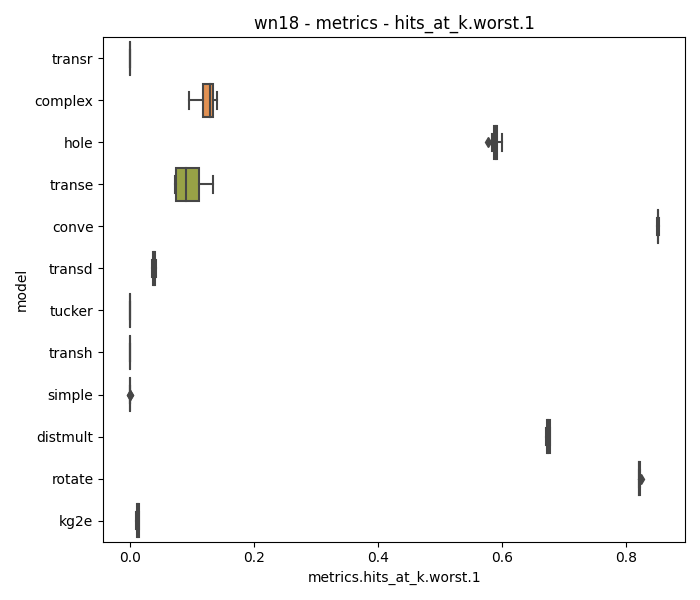 wn18 - metrics - hits_at_k.worst.1
transr
complex
hole
transe
conve
transd
tucker
transh
simple
distmult
rotate
kg2e
model
0.0 0.2 0.4 0.6 0.8
metrics.hits_at_k.worst.1